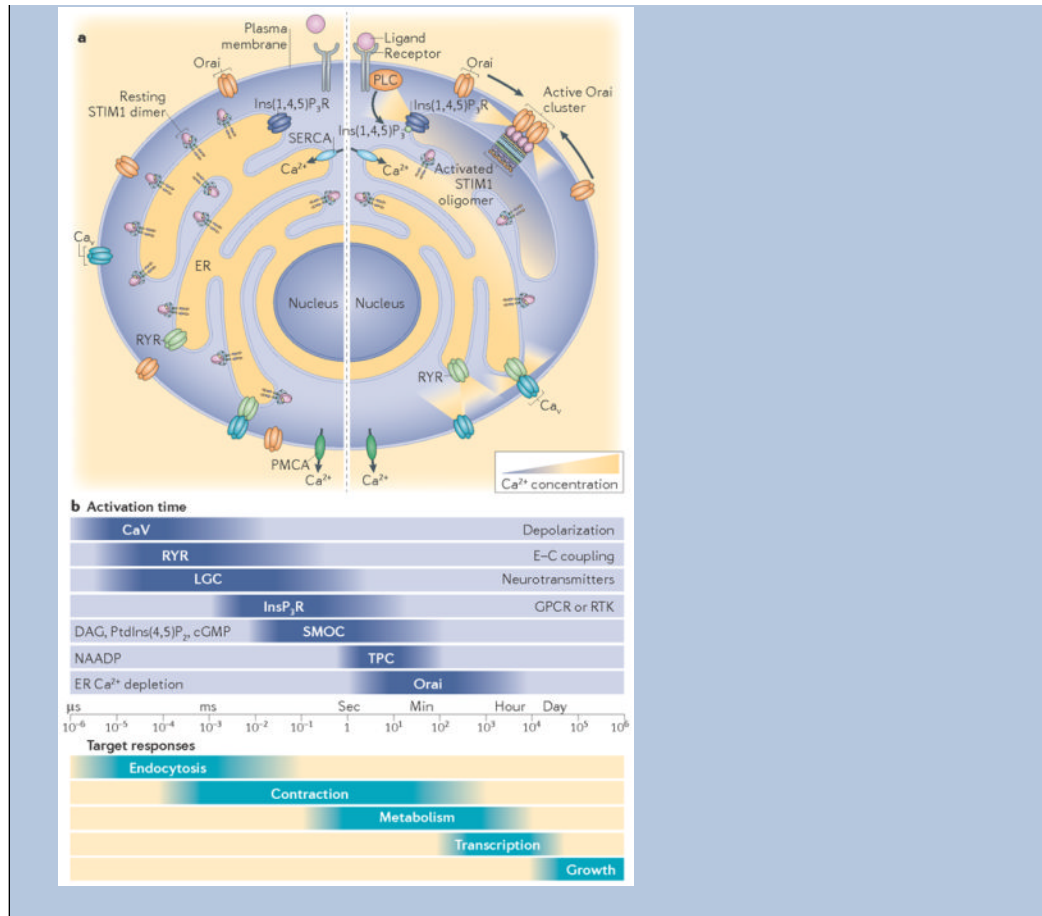 a
Plasma
membrane
Ligand
Receptor
Orai
PLC
Orai
Active Orai
cluster
Resting
STIM1 dimer
Ins(1,4,5)P₃R
Ins(1,4,5)P₃R
Ins(1,4,5)P₃
SERCA
Ca²⁺
Ca²⁺
Activated
STIM1
oligomer
Caᵥ
ER
Nucleus
Nucleus
RYR
RYR
Caᵥ
PMCA
Ca²⁺
Ca²⁺
Ca²⁺ concentration
b Activation time
CaV
Depolarization
RYR
E–C coupling
LGC
Neurotransmitters
InsP₃R
GPCR or RTK
DAG, PtdIns(4,5)P₂, cGMP
SMOC
NAADP
TPC
ER Ca²⁺ depletion
Orai
µs ms Sec Min Hour Day
10⁻⁶ 10⁻⁵ 10⁻⁴ 10⁻³ 10⁻² 10⁻¹ 1 10¹ 10² 10³ 10⁴ 10⁵ 10⁶
Target responses
Endocytosis
Contraction
Metabolism
Transcription
Growth